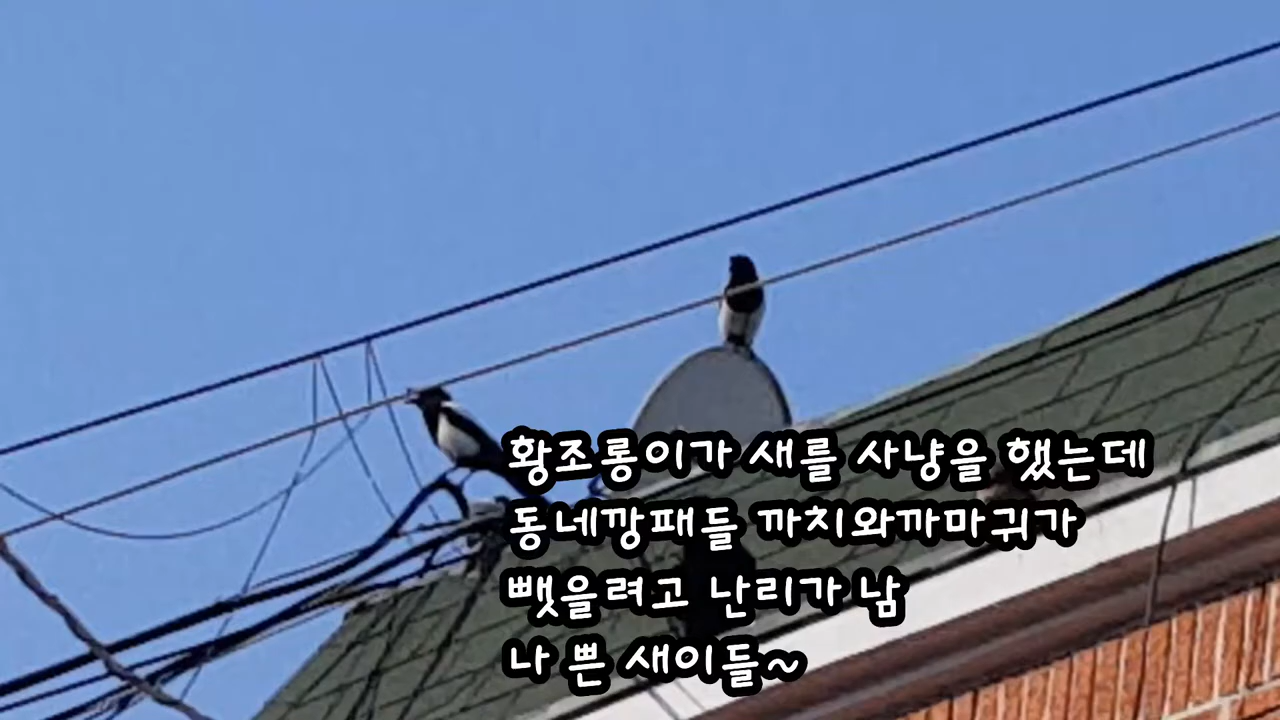 황조롱이가 새를 사냥을 했는데
동네깡패들 까치와까마귀가
뺐을려고 난리가 남
나 쁜 새이들~